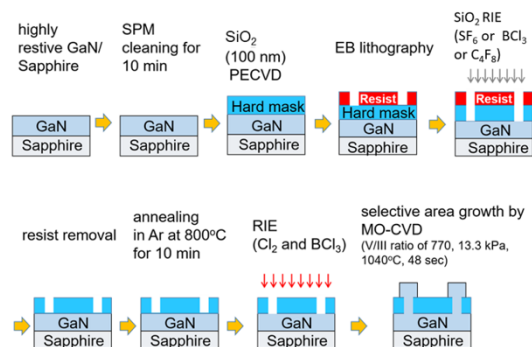 highly
restive GaN/
Sapphire
GaN
Sapphire
SPM
cleaning for
10 min
GaN
Sapphire
SiO2
(100 nm)
PECVD
Hard mask
GaN
Sapphire
EB lithography
Resist
Hard mask
GaN
Sapphire
SiO2 RIE
(SF6 or BCl3
or C4F8)
Resist
GaN
Sapphire
resist removal
GaN
Sapphire
annealing
in Ar at 800°C
for 10 min
GaN
Sapphire
RIE
(Cl2 and BCl3)
GaN
Sapphire
selective area growth by
MO-CVD
(V/III ratio of 770, 13.3 kPa,
1040°C, 48 sec)
GaN
Sapphire